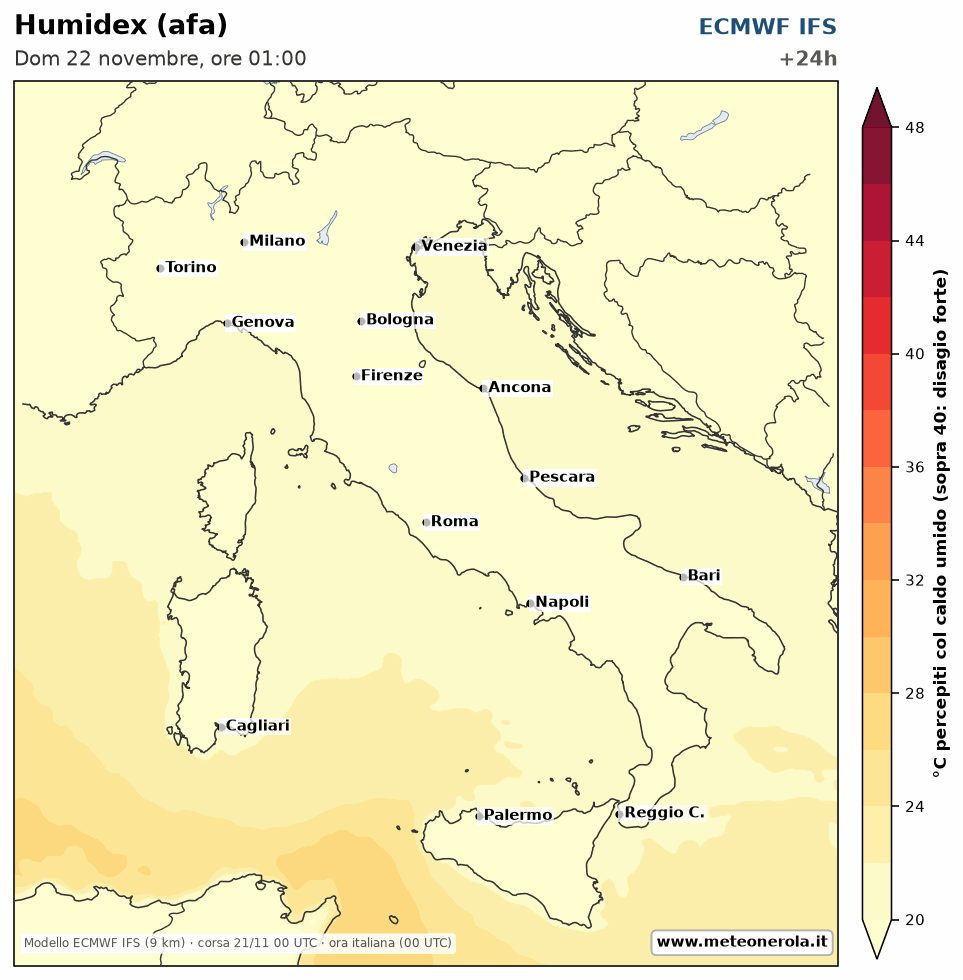 Humidex (afa)
ECMWF IFS
Dom 22 novembre, ore 01:00
+24h
Milano
Venezia
Torino
Genova
Bologna
Firenze
Ancona
Pescara
Roma
Bari
Napoli
Cagliari
Palermo
Reggio C.
48
44
40
36
32
28
24
20
°C percepiti col caldo umido (sopra 40: disagio forte)
Modello ECMWF IFS (9 km) · corsa 21/11 00 UTC · ora italiana (00 UTC)
www.meteonerola.it